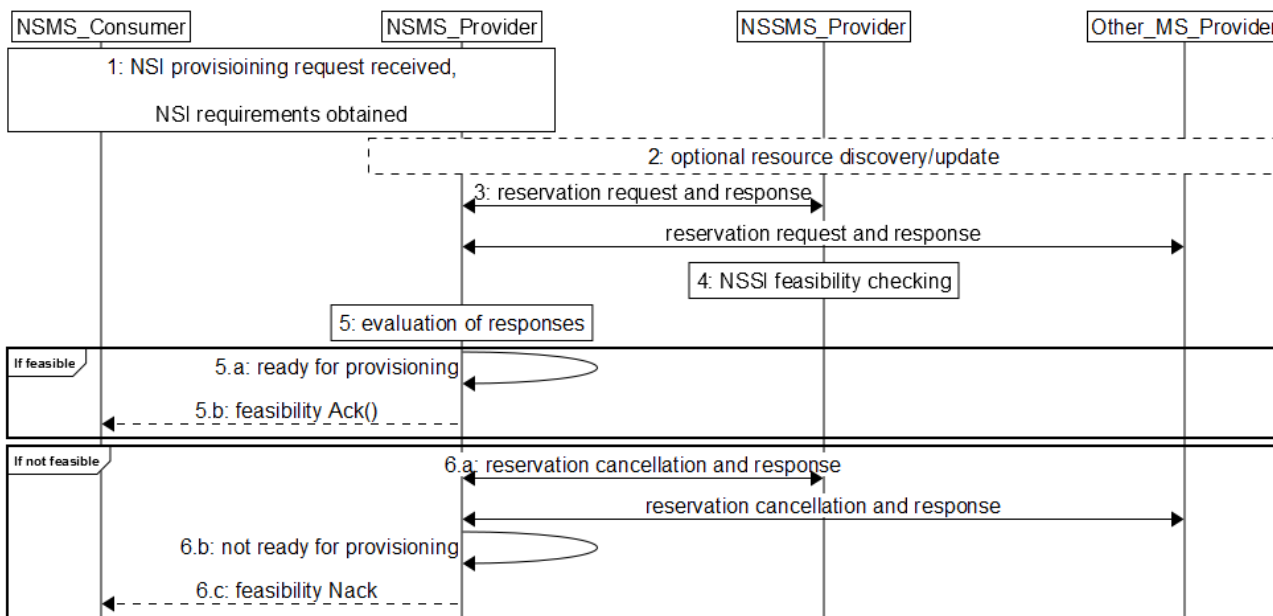 NSMS_Consumer
NSMS_Provider
NSSMS_Provider
Other_MS_Provider
1: NSI provisioining request received,
NSI requirements obtained
2: optional resource discovery/update
3: reservation request and response
reservation request and response
4: NSSI feasibility checking
5: evaluation of responses
If feasible
5.a: ready for provisioning
5.b: feasibility Ack()
If not feasible
6.a: reservation cancellation and response
reservation cancellation and response
6.b: not ready for provisioning
6.c: feasibility Nack